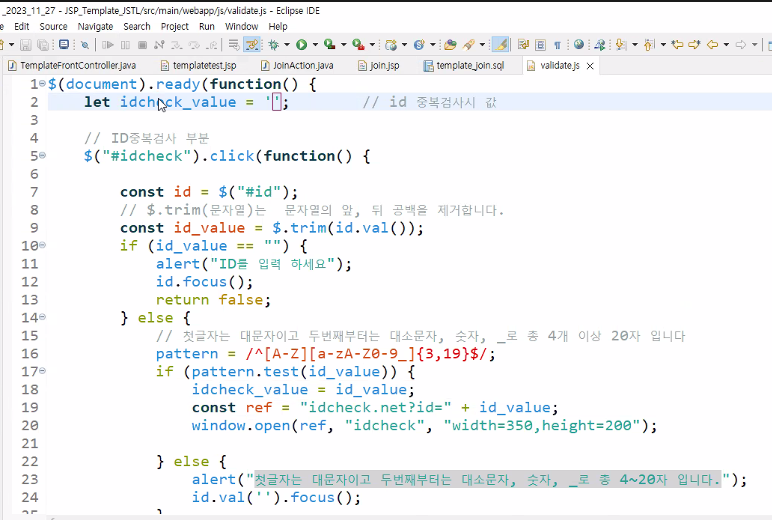 _2023_11_27 - JSP_Template_JSTL/src/main/webapp/js/validate.js - Eclipse IDE
Edit Source Navigate Search Project Run Window Help
TemplateFrontController.java templatetest.jsp JoinAction.java join.jsp template_join.sql validate.js
1 $(document).ready(function() {
2 let idcheck_value = ''; // id 중복검사시 값
3
4 // ID중복검사 부분
5 $("#idcheck").click(function() {
6
7 const id = $("#id");
8 // $.trim(문자열)는 문자열의 앞, 뒤 공백을 제거합니다.
9 const id_value = $.trim(id.val());
10 if (id_value == "") {
11 alert("ID를 입력 하세요");
12 id.focus();
13 return false;
14 } else {
15 // 첫글자는 대문자이고 두번째부터는 대소문자, 숫자, _로 총 4개 이상 20자 입니다
16 pattern = /^[A-Z][a-zA-Z0-9_]{3,19}$/;
17 if (pattern.test(id_value)) {
18 idcheck_value = id_value;
19 const ref = "idcheck.net?id=" + id_value;
20 window.open(ref, "idcheck", "width=350,height=200");
21
22 } else {
23 alert("첫글자는 대문자이고 두번째부터는 대소문자, 숫자, _로 총 4~20자 입니다.");
24 id.val('').focus();
25